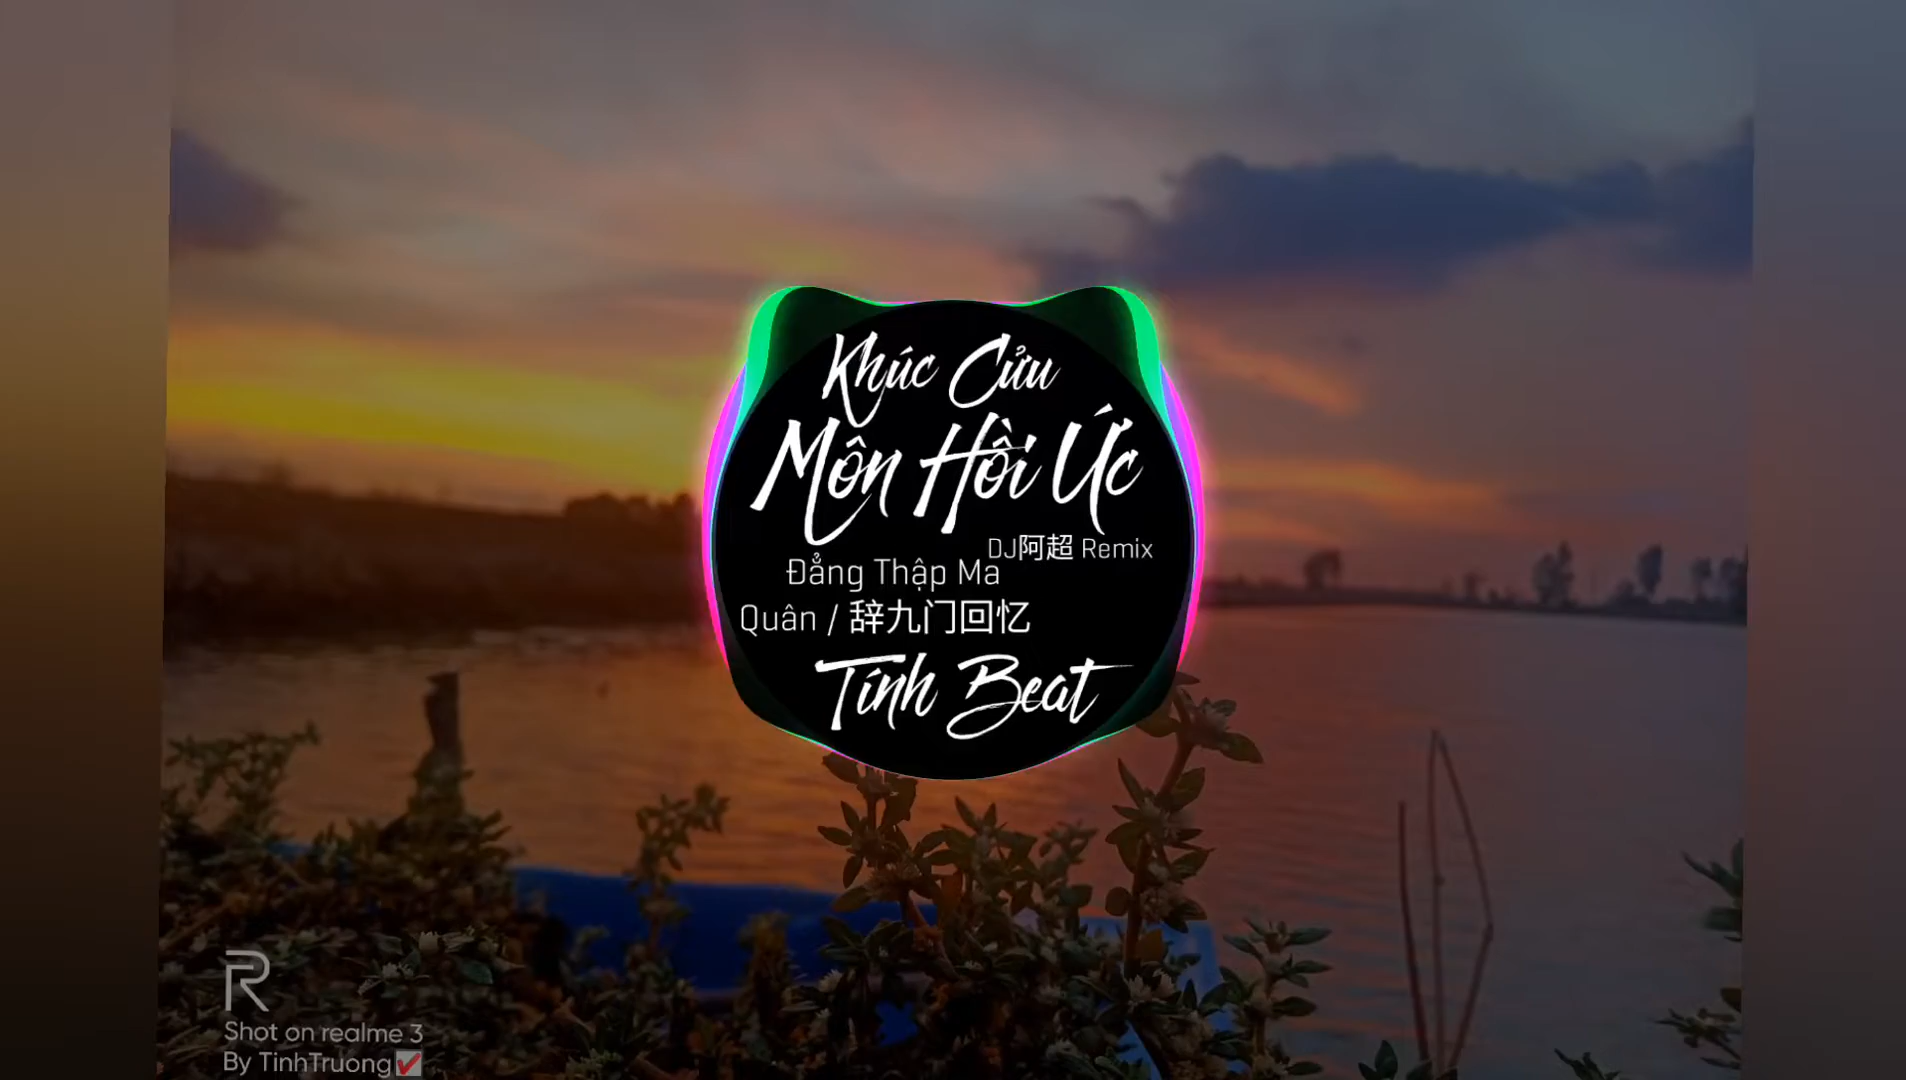 Khúc Cửu
Môn Hồi Ức
DJ阿超 Remix
Đẳng Thập Ma
Quân / 辞九门回忆
Tính Beat
R
Shot on realme 3
By TinhTruong